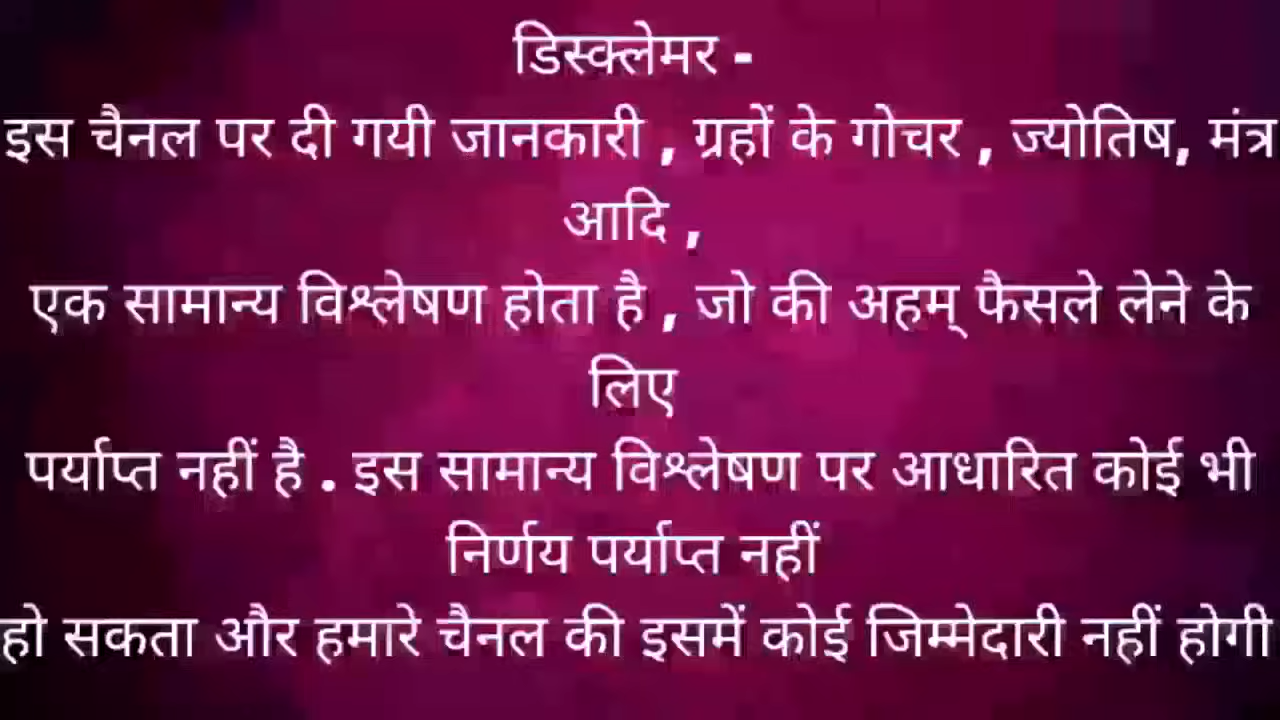 डिस्क्लेमर -
इस चैनल पर दी गयी जानकारी , ग्रहों के गोचर , ज्योतिष, मंत्र
आदि ,
एक सामान्य विश्लेषण होता है , जो की अहम् फैसले लेने के
लिए
पर्याप्त नहीं है . इस सामान्य विश्लेषण पर आधारित कोई भी
निर्णय पर्याप्त नहीं
हो सकता और हमारे चैनल की इसमें कोई जिम्मेदारी नहीं होगी